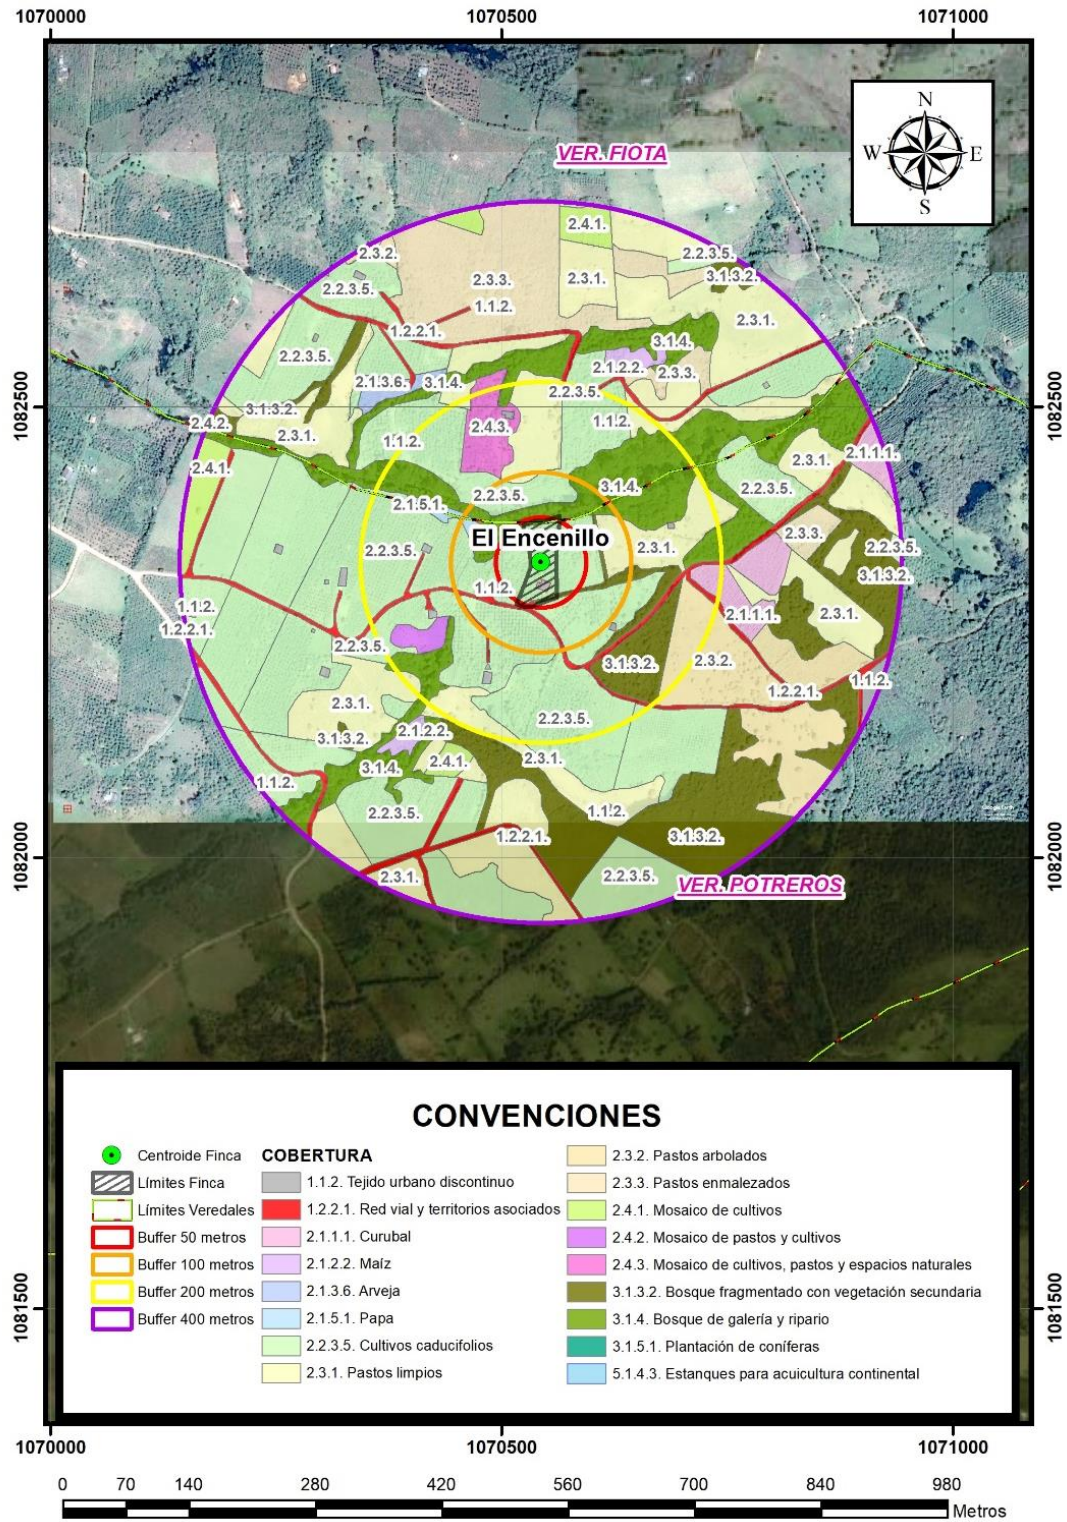 1070000 1070500 1071000
N
W E
S
VER. FIOTA
2.4.1.
2.3.2. 2.2.3.5.
2.3.3. 2.3.1. 3.1.3.2.
2.2.3.5.
1.1.2.
2.3.1.
1.2.2.1.
3.1.4.
2.2.3.5. 2.1.2.2.
2.3.3.
2.1.3.6. 3.1.4.
2.2.3.5.
1082500 1082500
3.1.3.2.
2.4.2. 2.4.3. 1.1.2.
2.3.1. 1.1.2.
2.1.1.1.
2.4.1. 2.3.1.
3.1.4. 2.2.3.5.
2.2.3.5.
2.1.5.1.
2.3.3.
El Encenillo
2.2.3.5. 2.3.1. 2.2.3.5.
3.1.3.2.
1.1.2.
1.1.2. 2.1.1.1. 2.3.1.
1.2.2.1.
2.2.3.5.
3.1.3.2. 2.3.2.
1.1.2.
1.2.2.1.
2.3.1.
2.2.3.5.
2.1.2.2.
3.1.3.2.
2.4.1. 2.3.1.
3.1.4.
1.1.2.
2.2.3.5. 1.1.2.
1.2.2.1. 3.1.3.2.
1082000 1082000
2.3.1. 2.2.3.5.
VER. POTREROS
CONVENCIONES
Centroide Finca
Límites Finca
Límites Veredales
Buffer 50 metros
Buffer 100 metros
Buffer 200 metros
Buffer 400 metros
COBERTURA
1.1.2. Tejido urbano discontinuo
1.2.2.1. Red vial y territorios asociados
2.1.1.1. Curubal
2.1.2.2. Maíz
2.1.3.6. Arveja
2.1.5.1. Papa
2.2.3.5. Cultivos caducifolios
2.3.1. Pastos limpios
2.3.2. Pastos arbolados
2.3.3. Pastos enmalezados
2.4.1. Mosaico de cultivos
2.4.2. Mosaico de pastos y cultivos
2.4.3. Mosaico de cultivos, pastos y espacios naturales
3.1.3.2. Bosque fragmentado con vegetación secundaria
3.1.4. Bosque de galería y ripario
3.1.5.1. Plantación de coníferas
5.1.4.3. Estanques para acuicultura continental
1081500 1081500
1070000 1070500 1071000
0 70 140 280 420 560 700 840 980
Metros